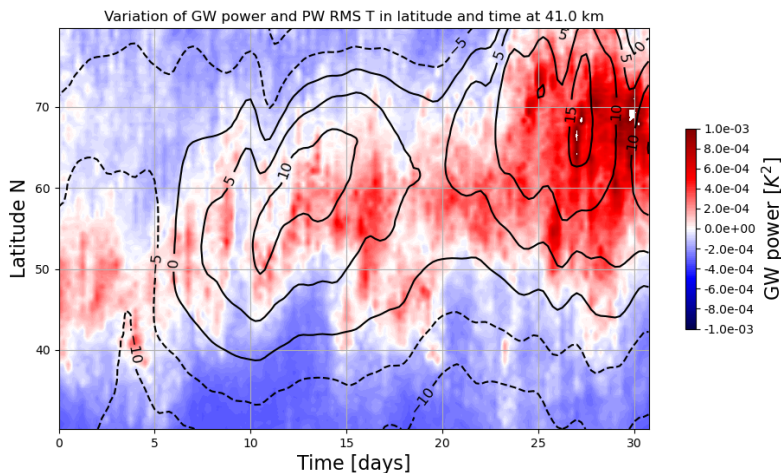 Variation of GW power and PW RMS T in latitude and time at 41.0 km
Latitude N
70
60
50
40
0
5
10
15
20
25
30
Time [days]
−5
5
5
0
10
15
10
5
10
0
−5
−10
−10
1.0e-03
8.0e-04
6.0e-04
4.0e-04
2.0e-04
0.0e+00
-2.0e-04
-4.0e-04
-6.0e-04
-8.0e-04
-1.0e-03
GW power [K²]